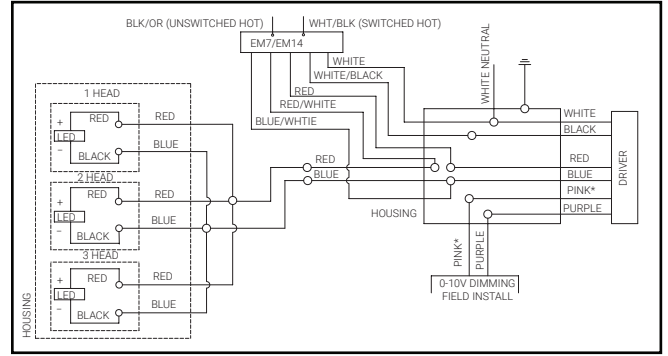 BLK/OR (UNSWITCHED HOT)
WHT/BLK (SWITCHED HOT)
EM7/EM14
WHITE
WHITE/BLACK
RED
RED/WHITE
BLUE/WHTIE
WHITE NEUTRAL
1 HEAD
+
RED
LED
–
BLACK
RED
BLUE
2 HEAD
+
RED
LED
–
BLACK
RED
BLUE
3 HEAD
+
RED
LED
–
BLACK
RED
BLUE
HOUSING
RED
BLUE
HOUSING
WHITE
BLACK
RED
BLUE
PINK*
PURPLE
DRIVER
PINK*
PURPLE
0-10V DIMMING
FIELD INSTALL